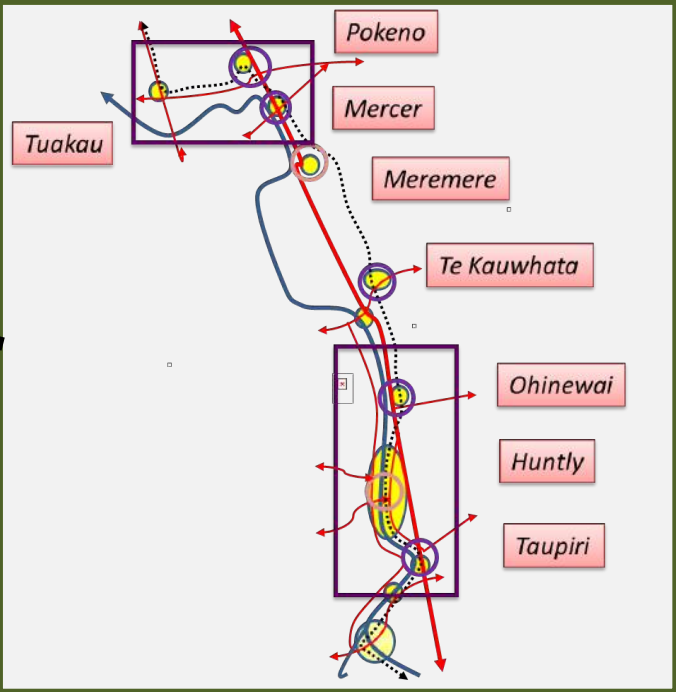 Pokeno
Mercer
Tuakau
Meremere
Te Kauwhata
Ohinewai
Huntly
Taupiri